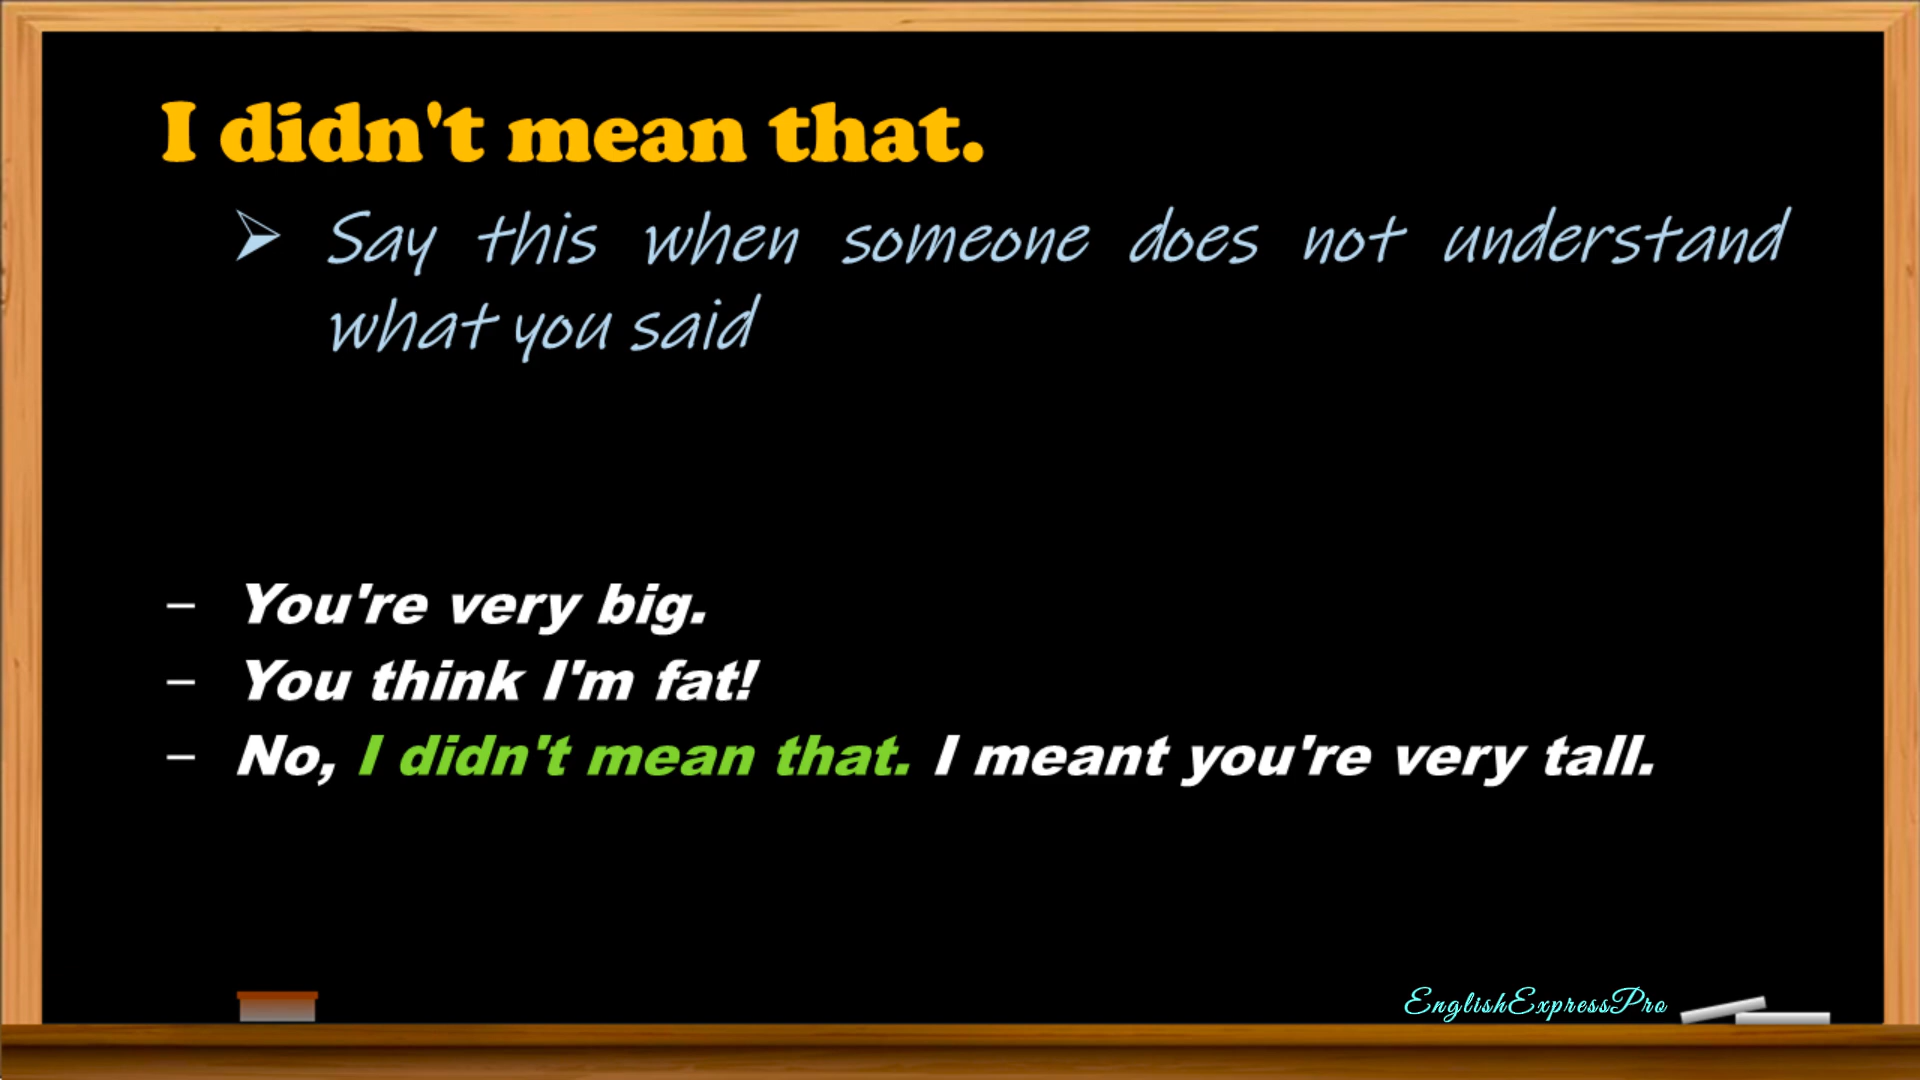 I didn't mean that.
➢ Say this when someone does not understand
what you said
– You're very big.
– You think I'm fat!
– No, I didn't mean that. I meant you're very tall.
EnglishExpressPro